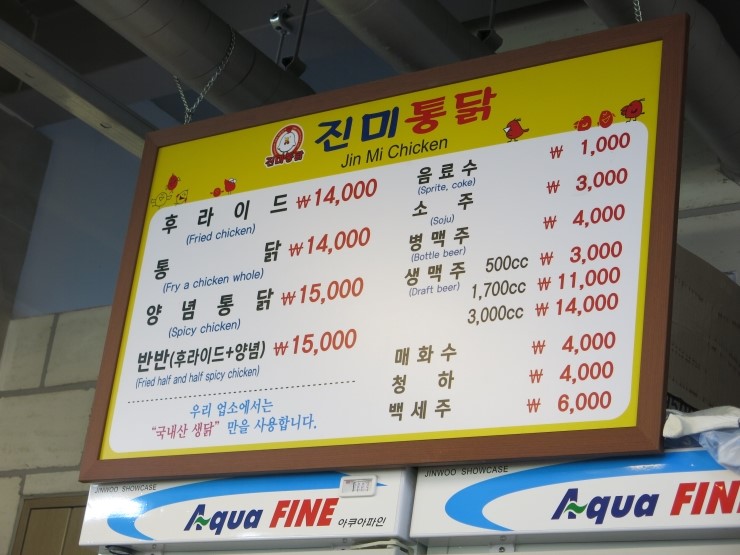 진미통닭
진미통닭
Jin Mi Chicken
후 라 이 드 ₩14,000
(Fried chicken)
통 닭 ₩14,000
(Fry a chicken whole)
양 념 통 닭 ₩15,000
(Spicy chicken)
반반(후라이드+양념) ₩15,000
(Fried half and half spicy chicken)
우리 업소에서는
"국내산 생닭" 만을 사용합니다.
음 료 수 ₩ 1,000
(Sprite, coke)
소 주 ₩ 3,000
(Soju)
병 맥 주 ₩ 4,000
(Bottle beer)
생 맥 주 500cc ₩ 3,000
(Draft beer) 1,700cc ₩ 11,000
3,000cc ₩ 14,000
매 화 수 ₩ 4,000
청 하 ₩ 4,000
백 세 주 ₩ 6,000
JINWOO SHOWCASE
Aqua FINE 아쿠아파인
JINWOO SHOWCASE
Aqua FIN